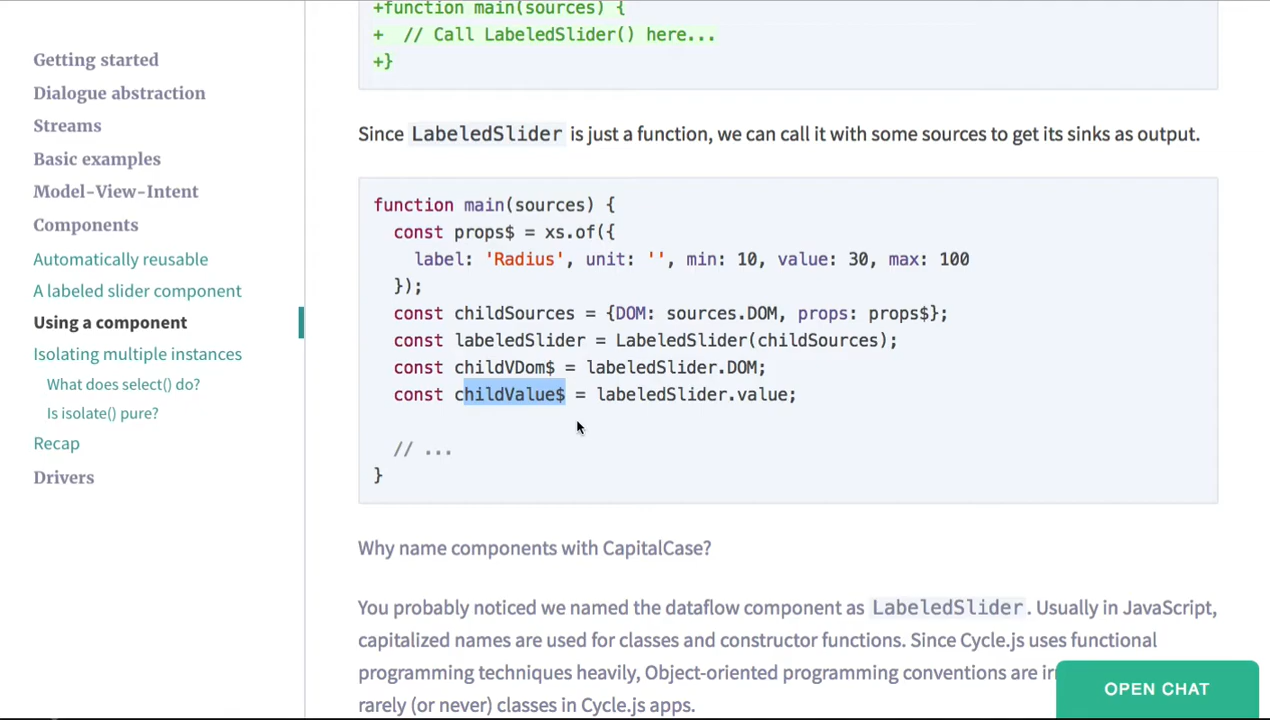 Getting started
Dialogue abstraction
Streams
Basic examples
Model-View-Intent
Components
Automatically reusable
A labeled slider component
Using a component
Isolating multiple instances
What does select() do?
Is isolate() pure?
Recap
Drivers
+function main(sources) {
+  // Call LabeledSlider() here...
+}
Since LabeledSlider is just a function, we can call it with some sources to get its sinks as output.
function main(sources) {
  const props$ = xs.of({
    label: 'Radius', unit: '', min: 10, value: 30, max: 100
  });
  const childSources = {DOM: sources.DOM, props: props$};
  const labeledSlider = LabeledSlider(childSources);
  const childVDom$ = labeledSlider.DOM;
  const childValue$ = labeledSlider.value;
  // ...
}
Why name components with CapitalCase?
You probably noticed we named the dataflow component as LabeledSlider. Usually in JavaScript,
capitalized names are used for classes and constructor functions. Since Cycle.js uses functional
programming techniques heavily, Object-oriented programming conventions are
rarely (or never) classes in Cycle.js apps.
OPEN CHAT